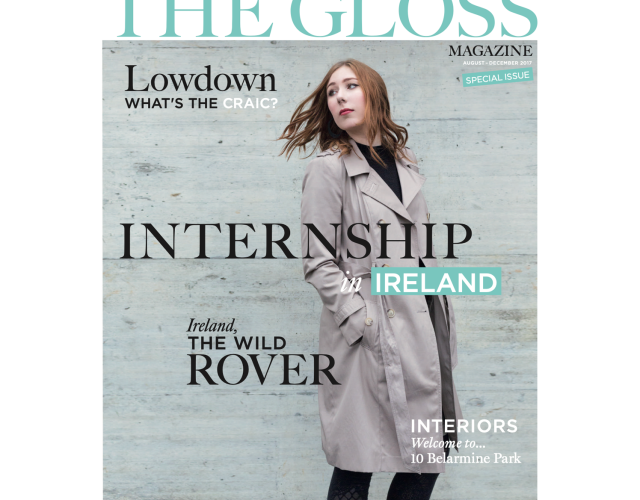 THE GLOSS
MAGAZINE
AUGUST - DECEMBER 2017
SPECIAL ISSUE
Lowdown
WHAT'S THE CRAIC?
INTERNSHIP
in IRELAND
Ireland,
THE WILD
ROVER
INTERIORS
Welcome to...
10 Belarmine Park